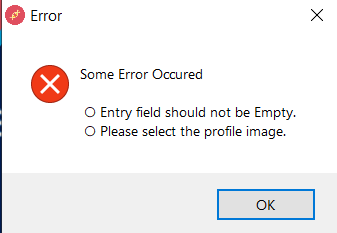 Error
Some Error Occured
○ Entry field should not be Empty.
○ Please select the profile image.
OK